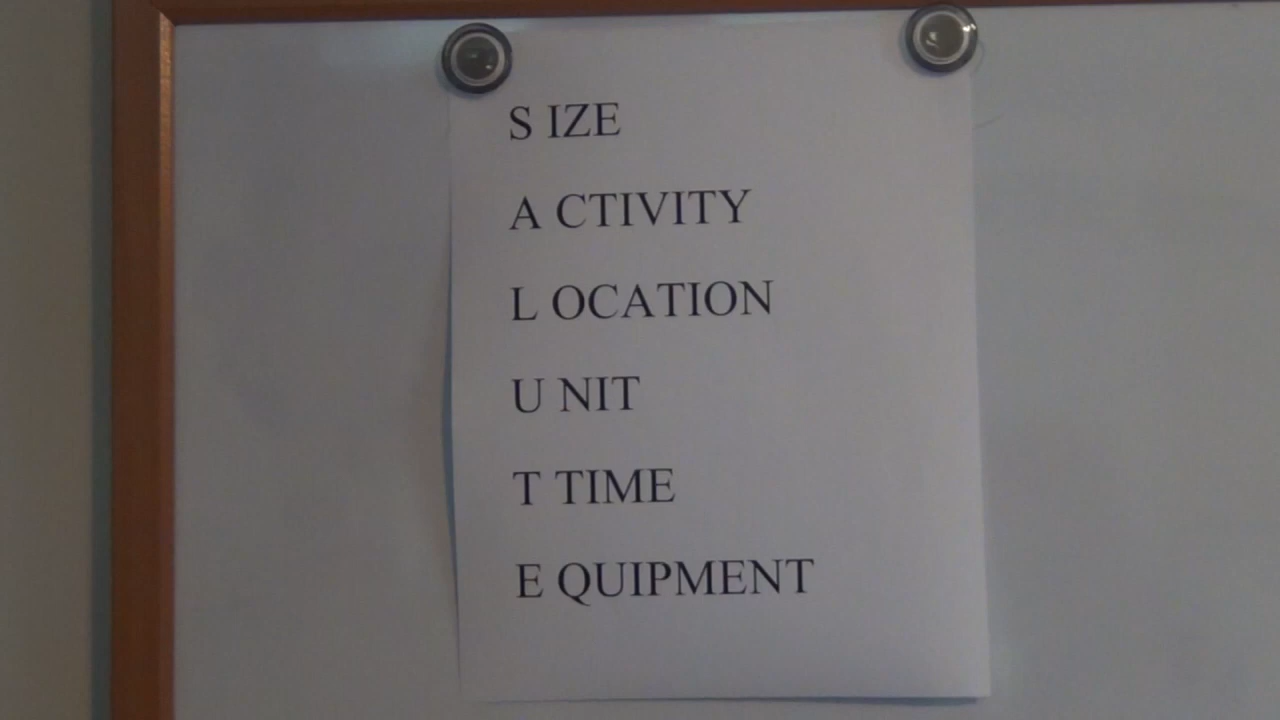 S IZE
A CTIVITY
L OCATION
U NIT
T TIME
E QUIPMENT